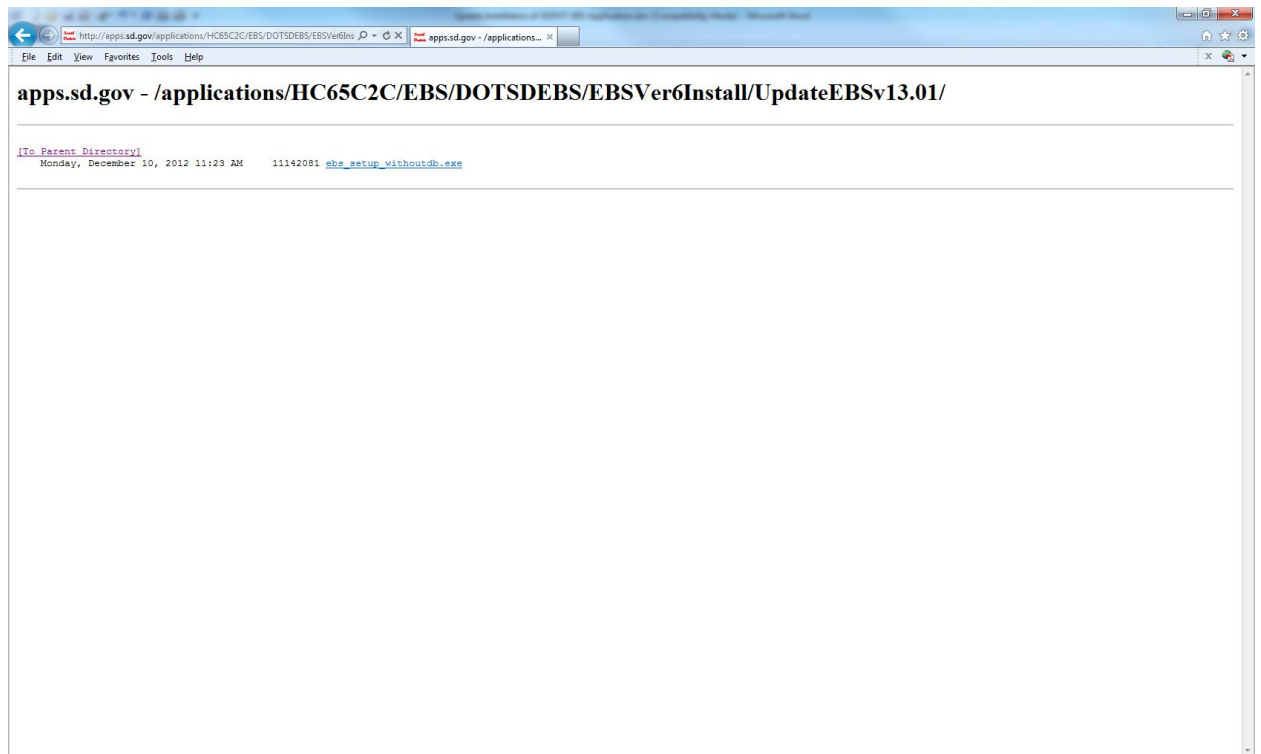 http://apps.sd.gov/applications/HC65C2C/EBS/DOTSDEBS/EBSVer6Ins
apps.sd.gov - /applications... ×
File Edit View Favorites Tools Help
apps.sd.gov - /applications/HC65C2C/EBS/DOTSDEBS/EBSVer6Install/UpdateEBSv13.01/
[To Parent Directory]
Monday, December 10, 2012 11:23 AM 11142081 ebs_setup_withoutdb.exe